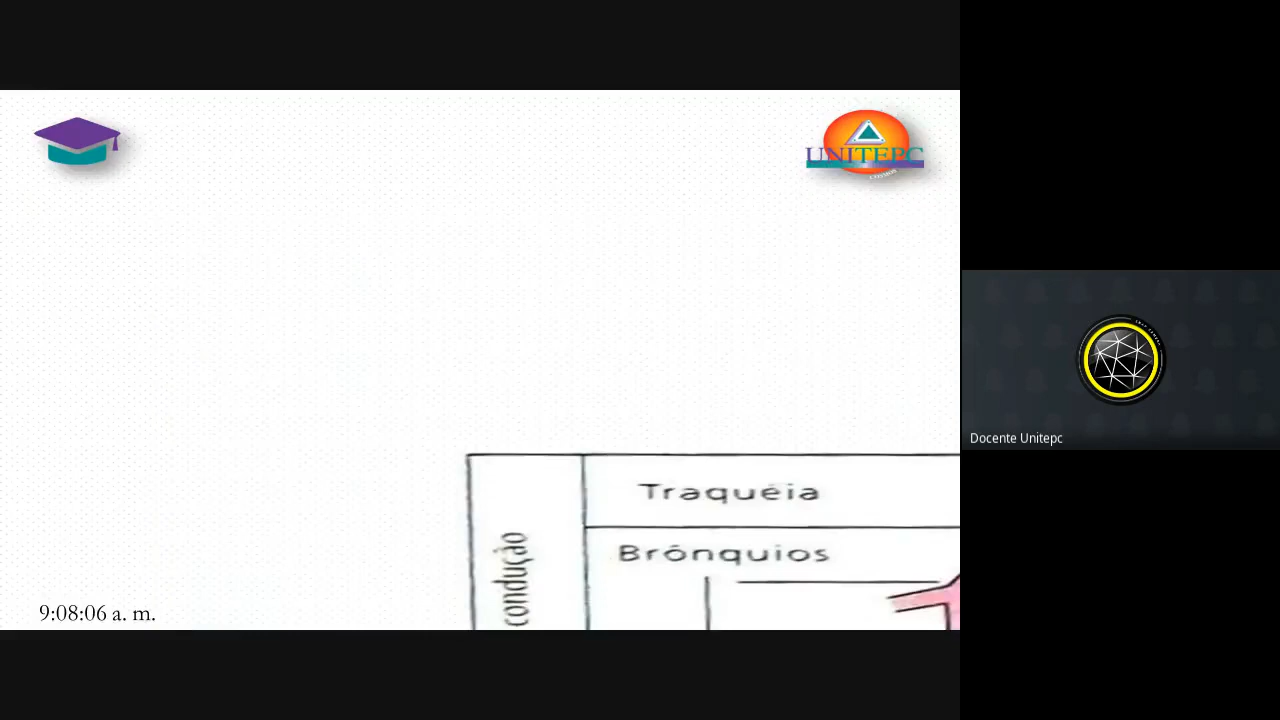 UNITEPC
Traquéia
Brônquios
condução
9:08:06 a. m.
Docente Unitepc